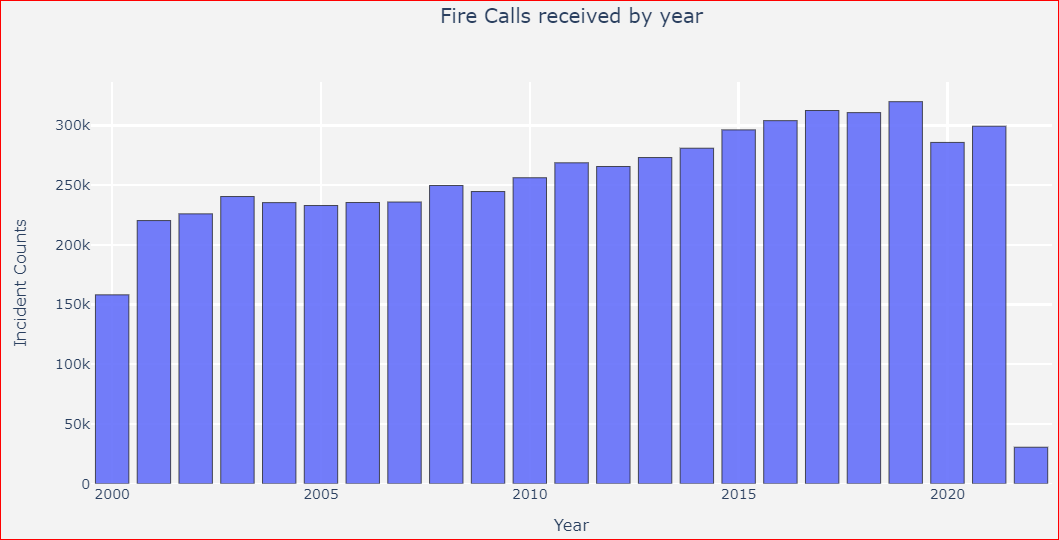 Fire Calls received by year
300k
250k
200k
150k
100k
50k
0
2000 2005 2010 2015 2020
Incident Counts
Year